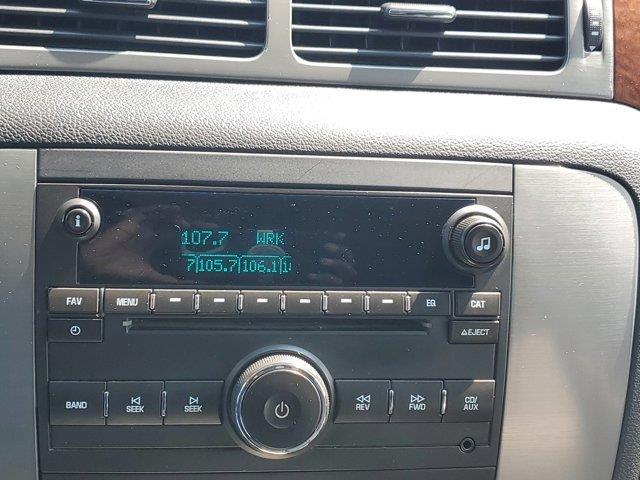 i
107.7 WRK
7 105.7 106.1 1
FAV MENU EQ CAT
EJECT
BAND SEEK SEEK REV FWD CD/
AUX